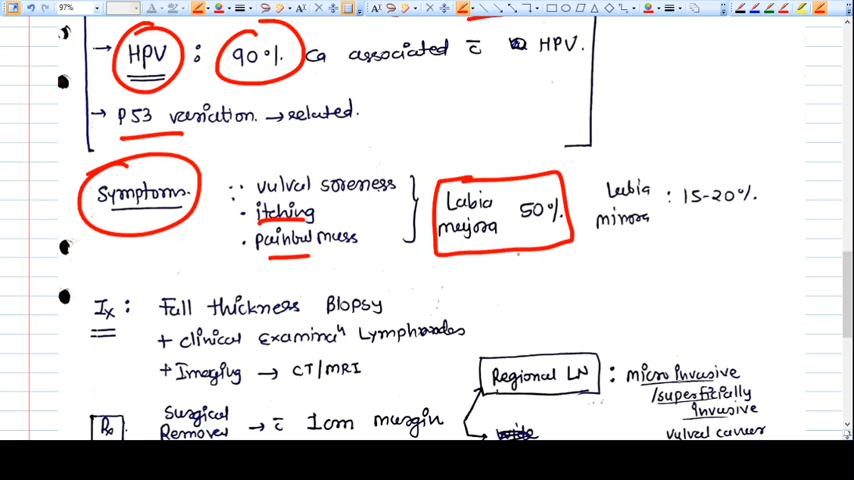 97%
→ HPV : 90% Ca associated c̄ HPV.
→ P53 variation → related.
Symptoms : • vulval soreness
• itching
• painful mass
Labia majora 50%.
Labia minora : 15-20%.
Ix : Full thickness Biopsy
+ clinical Examinaⁿ Lymphnodes
+ Imaging → CT/MRI
Regional LN : micro invasive
/superficially
invasive
vulval cancer
Rx Surgical Remover → c̄ 1cm margin